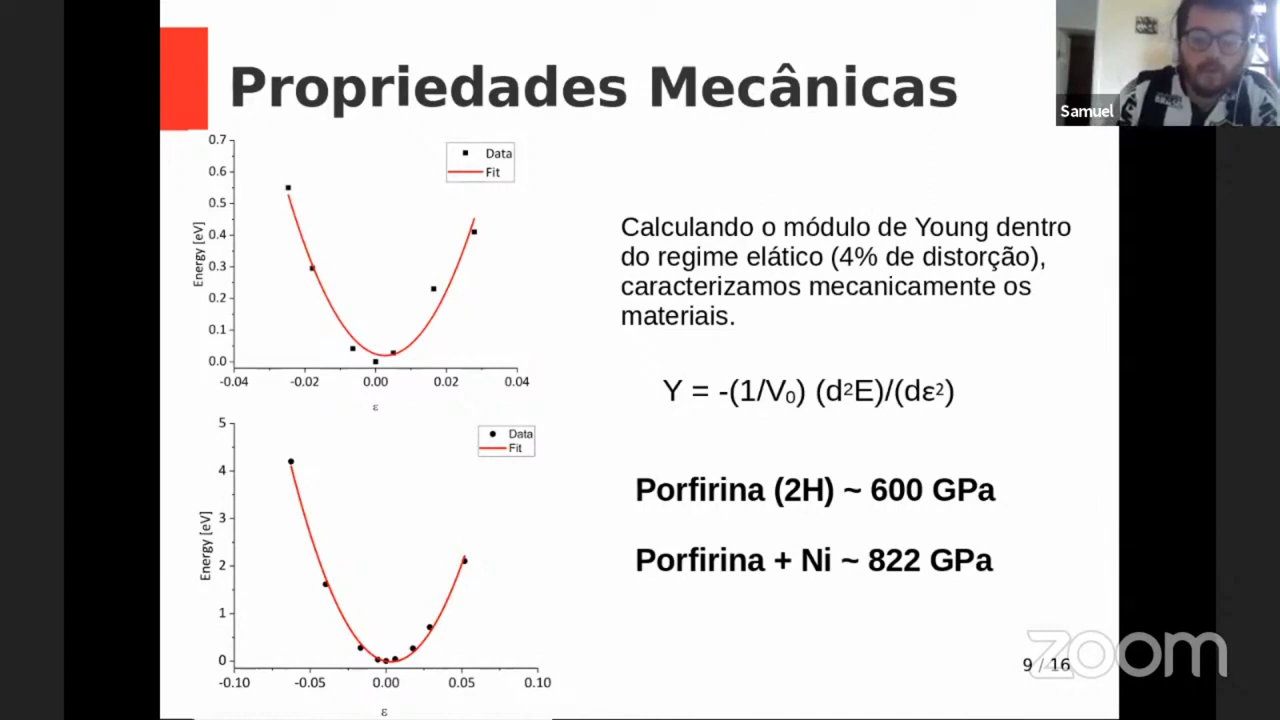 Propriedades Mecânicas
Samuel
0.7
0.6
0.5
0.4
0.3
0.2
0.1
0.0
Energy [eV]
Data
Fit
-0.04
-0.02
0.00
0.02
0.04
ε
Calculando o módulo de Young dentro
do regime elático (4% de distorção),
caracterizamos mecanicamente os
materiais.
Y = -(1/V₀) (d²E)/(dε²)
5
4
3
2
1
0
Energy [eV]
Data
Fit
-0.10
-0.05
0.00
0.05
0.10
ε
Porfirina (2H) ~ 600 GPa
Porfirina + Ni ~ 822 GPa
9 / 16
zoom